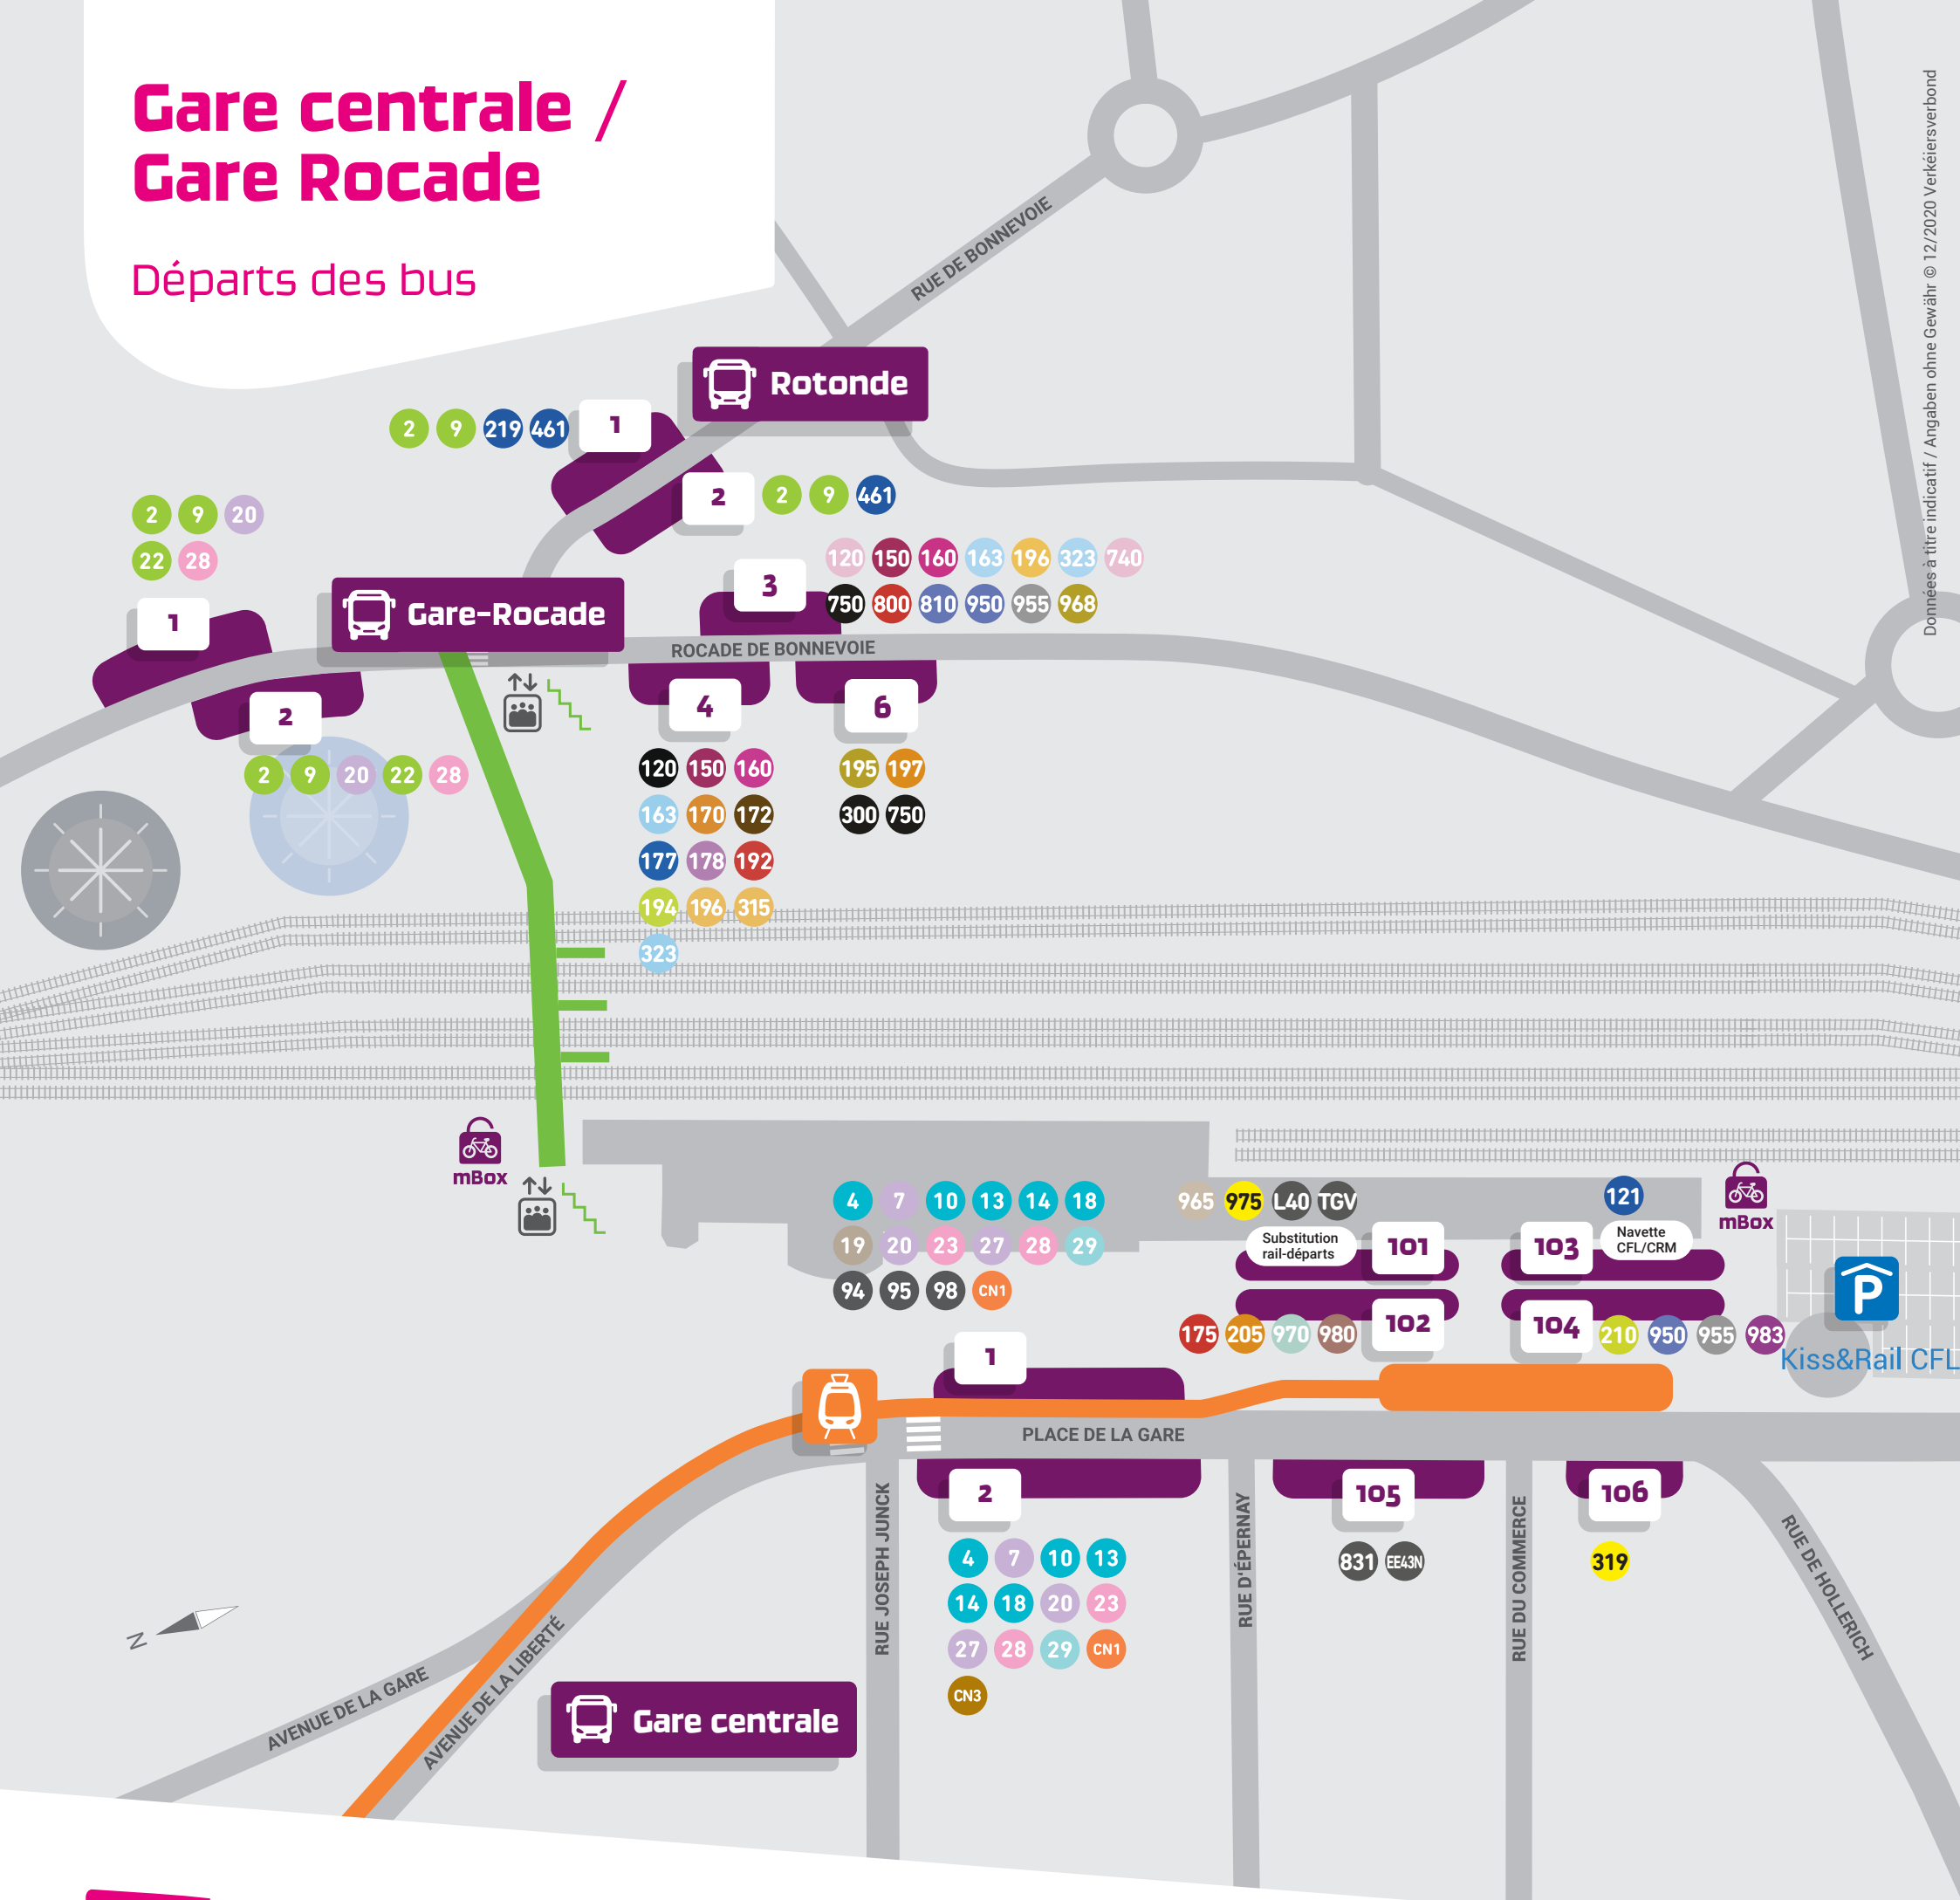 Gare centrale /
Gare Rocade
Départs des bus
Données à titre indicatif / Angaben ohne Gewähr © 12/2020 Verkéiersverbond
RUE DE BONNEVOIE
Rotonde
1
2 9 219 461
2
2 9 461
2 9 20
22 28
1
Gare-Rocade
2
2 9 20 22 28
3
120 150 160 163 196 323 740
750 800 810 950 955 968
ROCADE DE BONNEVOIE
4
120 150 160
163 170 172
177 178 192
194 196 315
323
6
195 197
300 750
mBox
4 7 10 13 14 18
19 20 23 27 28 29
94 95 98 CN1
1
965 975 L40 TGV
Substitution
rail-départs
101
121
103
Navette
CFL/CRM
mBox
175 205 970 980
102
104
210 950 955 983
P
Kiss&Rail CFL
PLACE DE LA GARE
2
4 7 10 13
14 18 20 23
27 28 29 CN1
CN3
105
831 EE43N
106
319
RUE JOSEPH JUNCK
RUE D'ÉPERNAY
RUE DU COMMERCE
RUE DE HOLLERICH
N
AVENUE DE LA GARE
AVENUE DE LA LIBERTÉ
Gare centrale